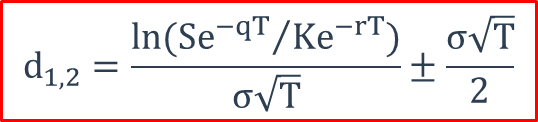 d₁,₂ = ln(Se^−qT/Ke^−rT) / σ√T ± σ√T / 2